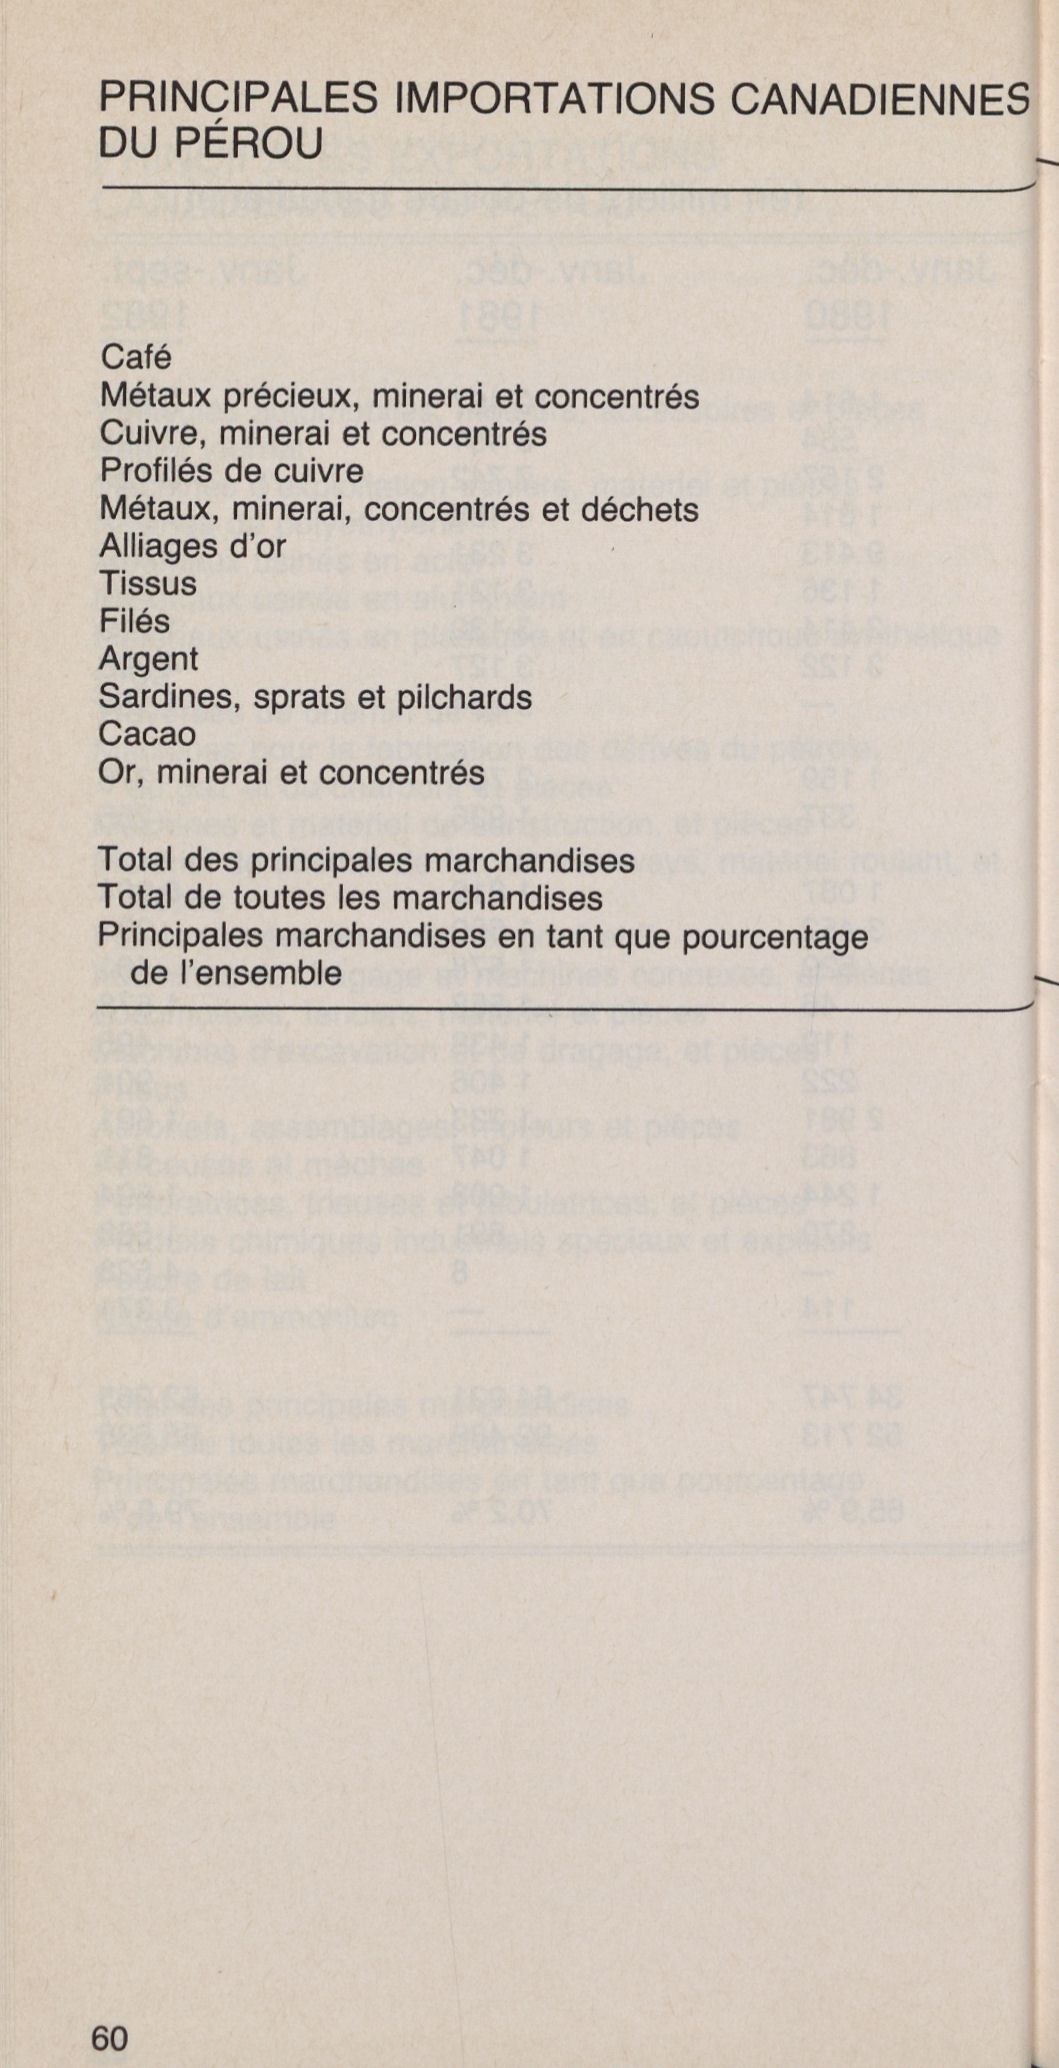 PRINCIPALES IMPORTATIONS CANADIENNES
DU PÉROU
Café
Métaux précieux, minerai et concentrés
Cuivre, minerai et concentrés
Profilés de cuivre
Métaux, minerai, concentrés et déchets
Alliages d'or
Tissus
Filés
Argent
Sardines, sprats et pilchards
Cacao
Or, minerai et concentrés
Total des principales marchandises
Total de toutes les marchandises
Principales marchandises en tant que pourcentage
de l'ensemble
60